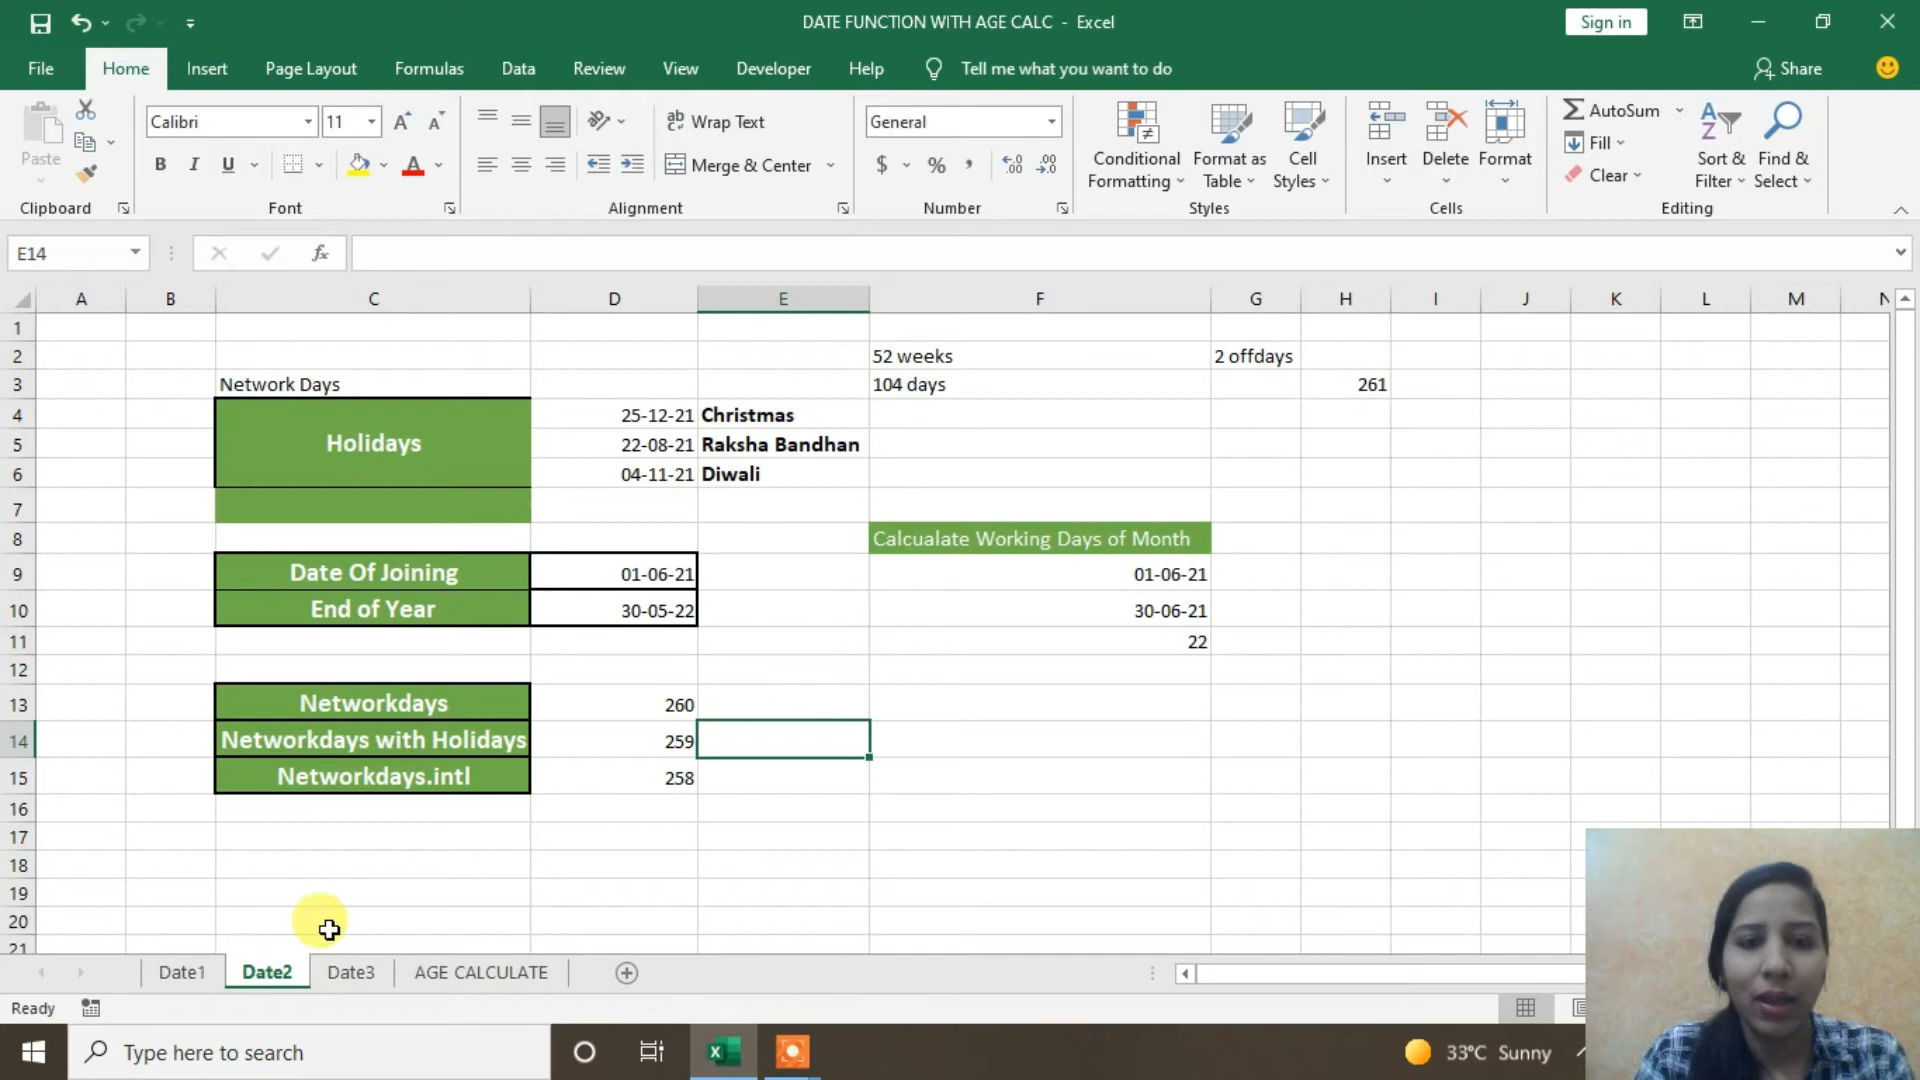 DATE FUNCTION WITH AGE CALC - Excel
Sign in
File Home Insert Page Layout Formulas Data Review View Developer Help Tell me what you want to do Share
Paste
Clipboard
Calibri 11
B I U A
Font
Wrap Text
Merge & Center
Alignment
General
$ % ,
Number
Conditional Formatting
Format as Table
Cell Styles
Styles
Insert Delete Format
Cells
AutoSum
Fill
Clear
Sort & Filter
Find & Select
Editing
E14 fx
A B C D E F G H I J K L M N
1
2 52 weeks 2 offdays
3 Network Days 104 days 261
4 25-12-21 Christmas
Holidays
5 22-08-21 Raksha Bandhan
6 04-11-21 Diwali
7
8 Calcualate Working Days of Month
9 Date Of Joining 01-06-21 01-06-21
10 End of Year 30-05-22 30-06-21
11 22
12
13 Networkdays 260
14 Networkdays with Holidays 259
15 Networkdays.intl 258
16
17
18
19
20
21
Date1 Date2 Date3 AGE CALCULATE
Ready
Type here to search 33°C Sunny